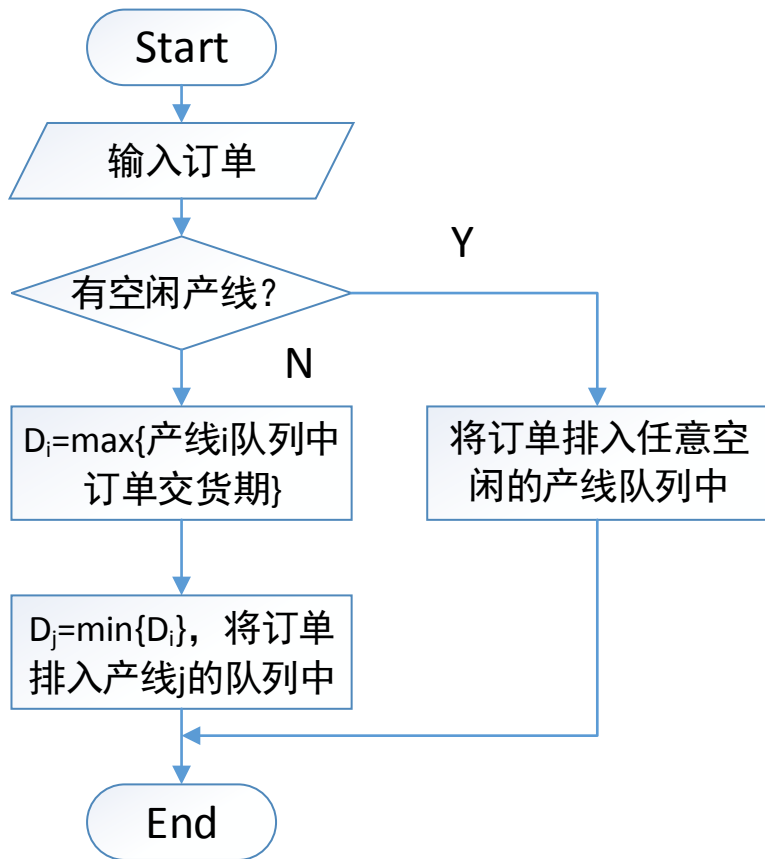 Start
输入订单
有空闲产线?
Y
N
Dᵢ=max{产线i队列中
订单交货期}
将订单排入任意空
闲的产线队列中
Dⱼ=min{Dᵢ}，将订单
排入产线j的队列中
End